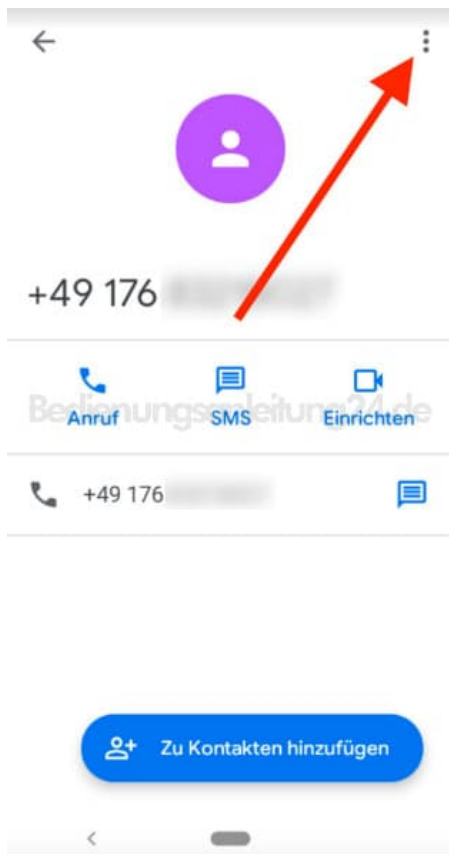 +49 176
Bedienungsanleitung24.de
Anruf SMS Einrichten
+49 176
Zu Kontakten hinzufügen